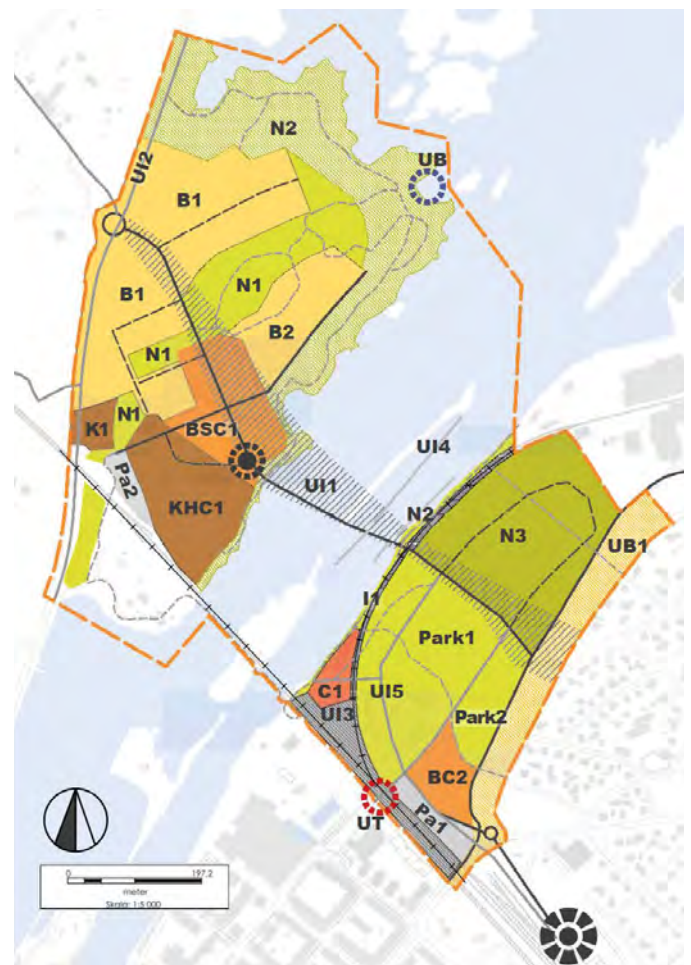 N2
UB
UI2
B1
B1
N1
B2
N1
N1
K1
BSC1
Pa2
UI4
UI1
KHC1
N2
N3
UB1
I1
Park1
C1
UI5
UI3
Park2
BC2
Pa1
UT
0 197,2
meter
Skala: 1:5 000